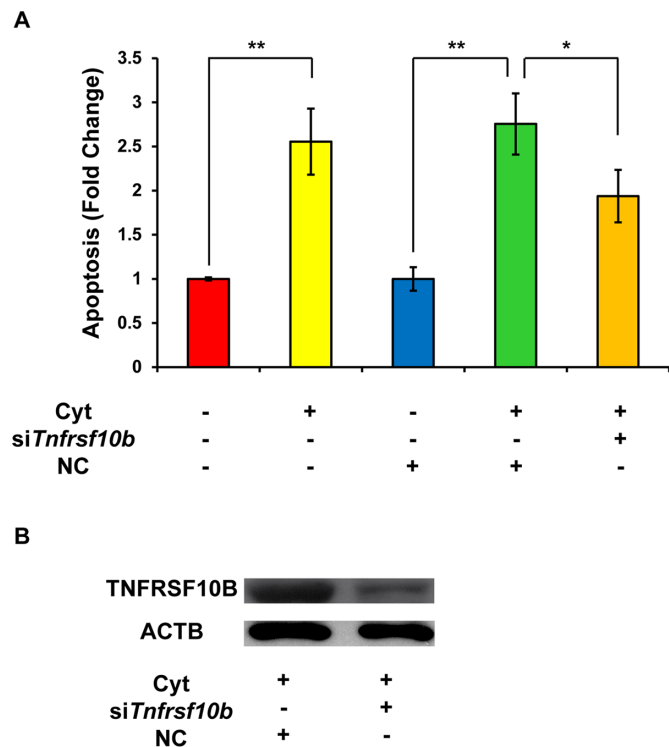 A
** ** *
3.5
3
2.5
2
1.5
1
0.5
0
Apoptosis (Fold Change)
Cyt - + - + +
siTnfrsf10b - - - - +
NC - - + + -
B
TNFRSF10B
ACTB
Cyt + +
siTnfrsf10b - +
NC + -